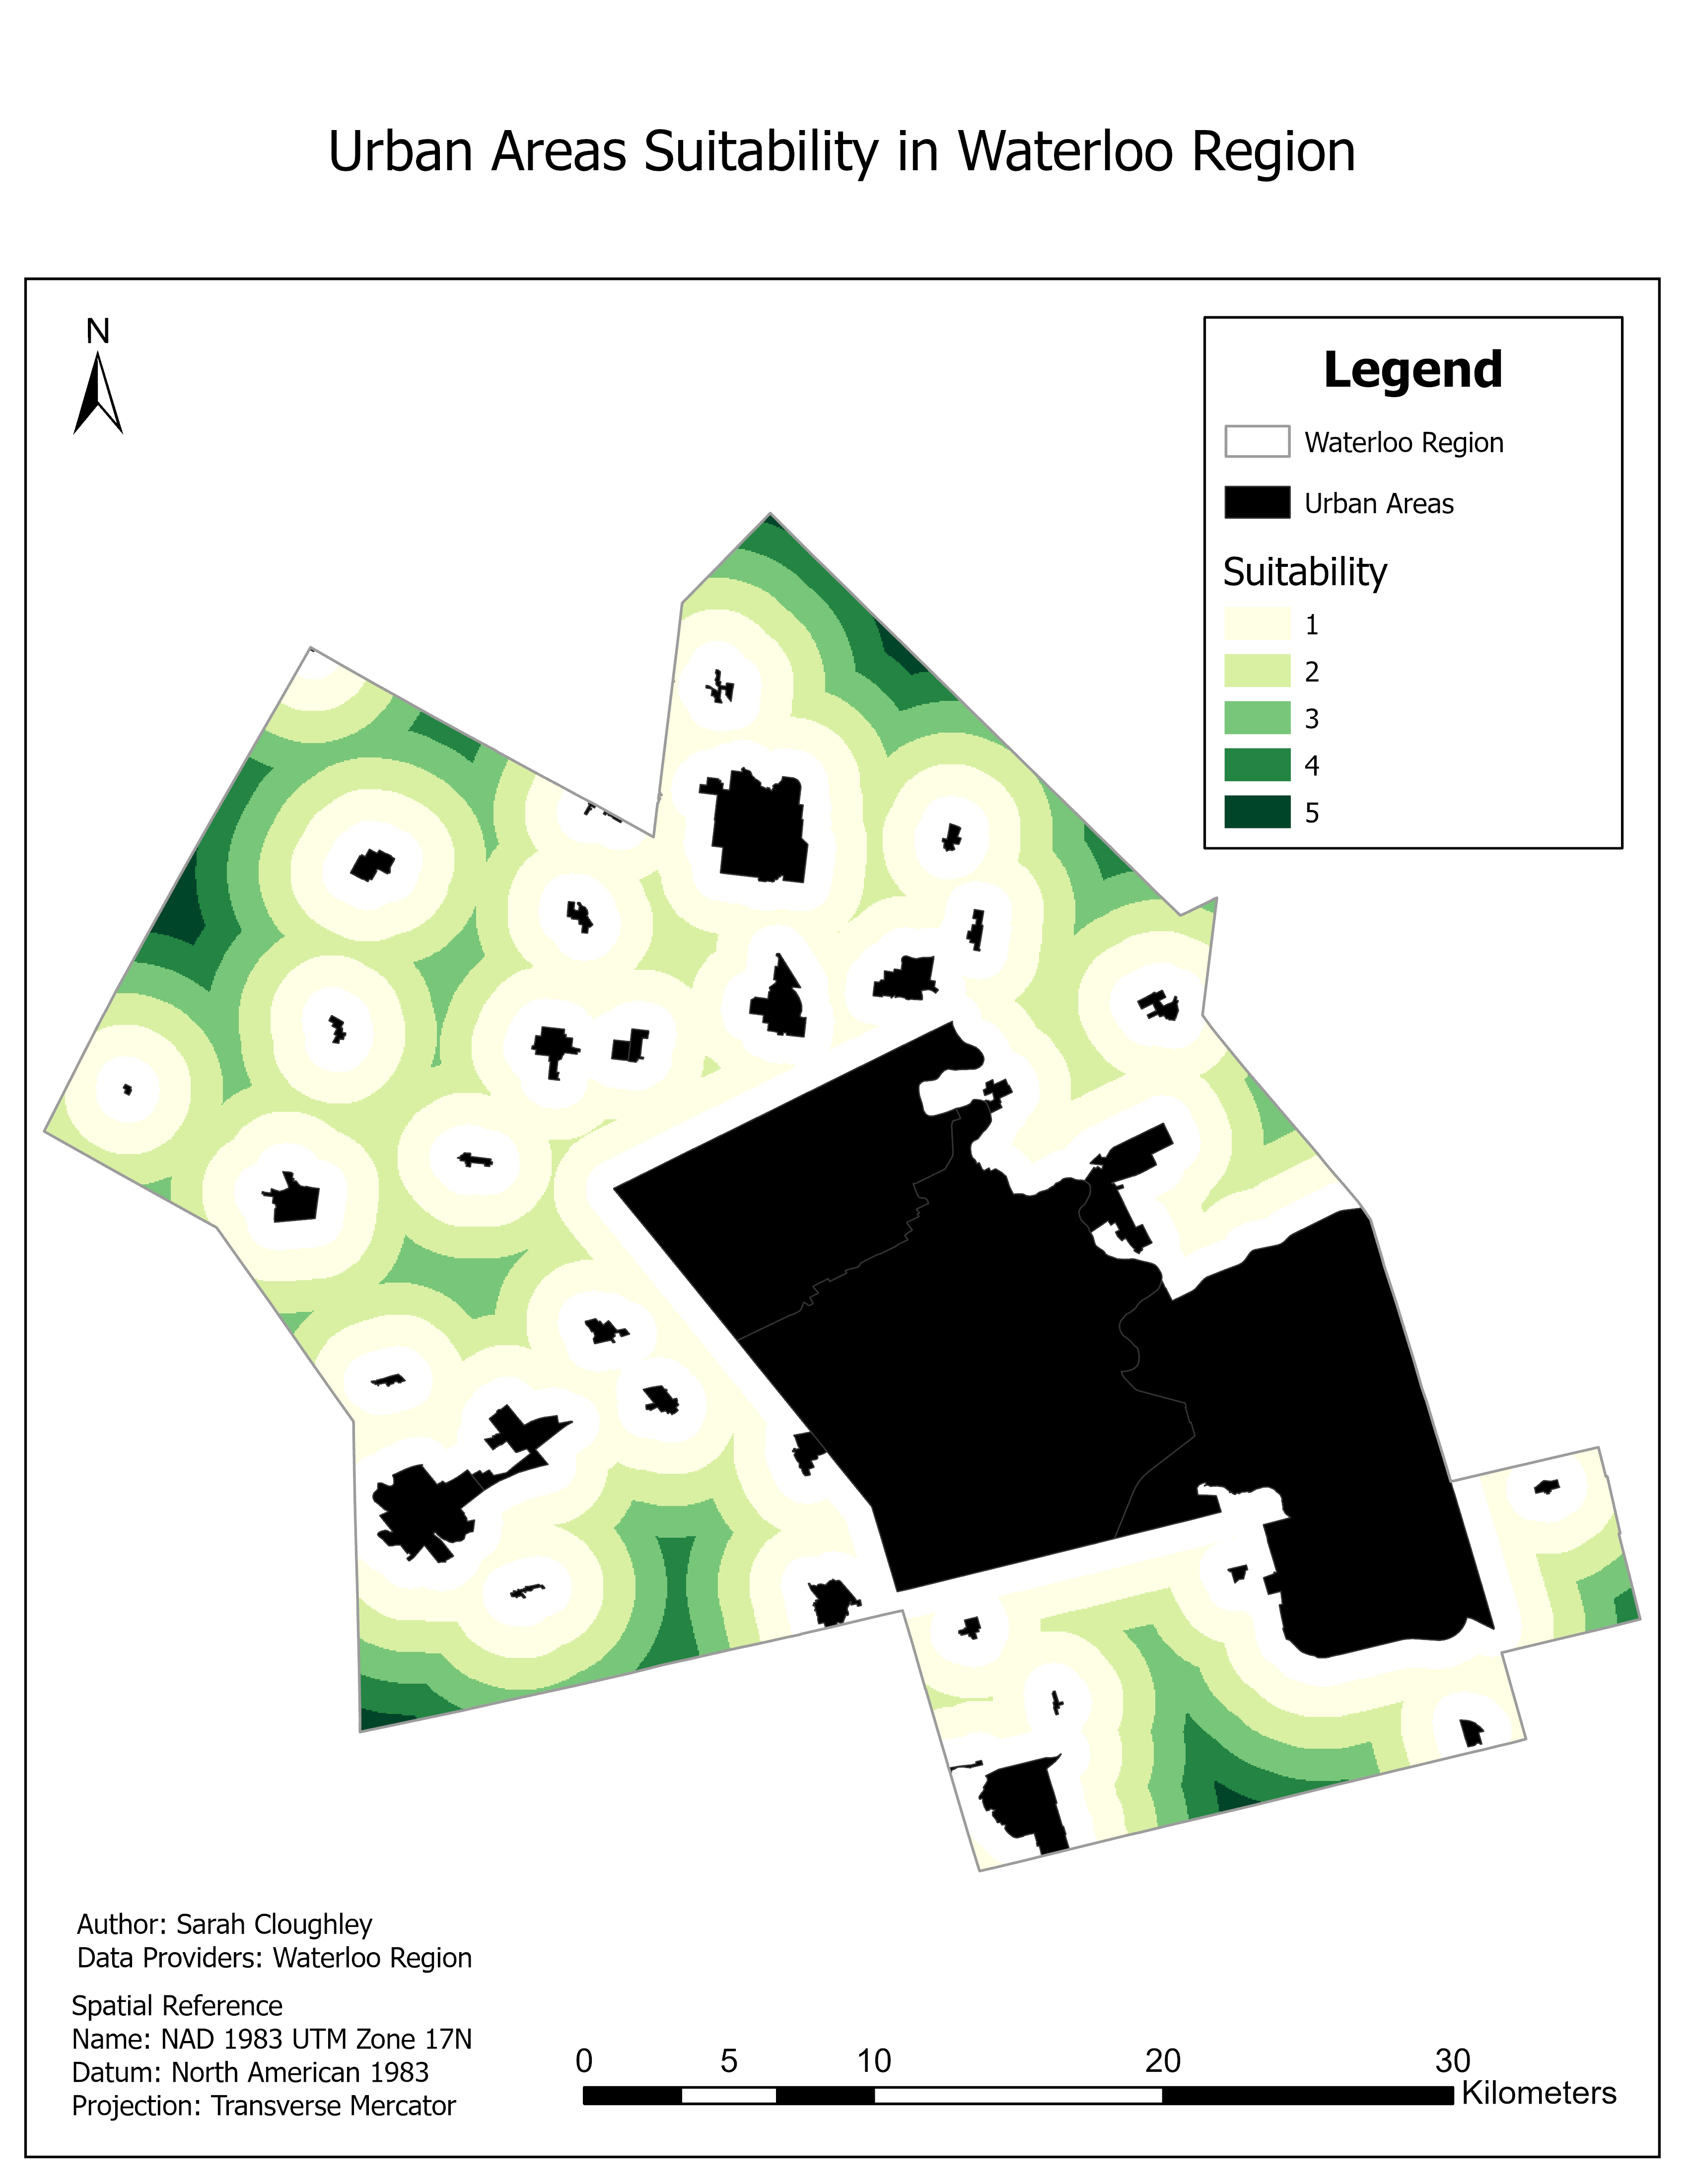 Urban Areas Suitability in Waterloo Region
N
Legend
Waterloo Region
Urban Areas
Suitability
1
2
3
4
5
Author: Sarah Cloughley
Data Providers: Waterloo Region
Spatial Reference
Name: NAD 1983 UTM Zone 17N
Datum: North American 1983
Projection: Transverse Mercator
0 5 10 20 30
Kilometers